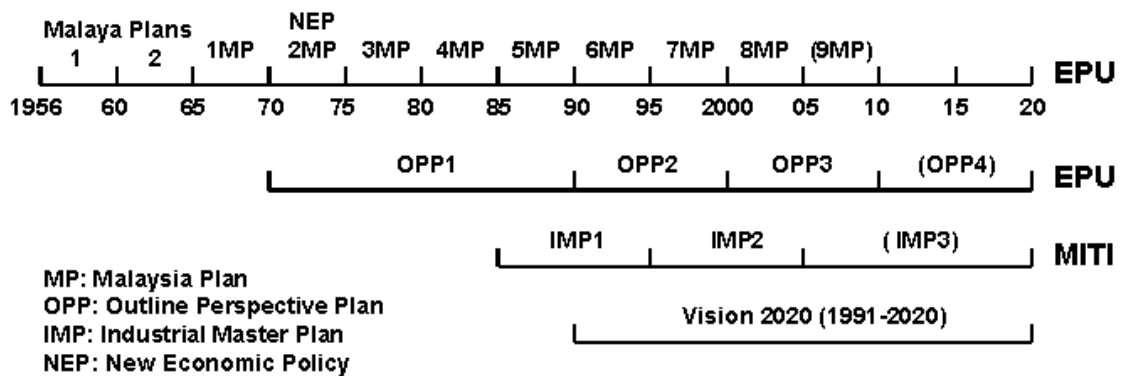 Malaya Plans NEP
1 2 1MP 2MP 3MP 4MP 5MP 6MP 7MP 8MP (9MP)
EPU
1956 60 65 70 75 80 85 90 95 2000 05 10 15 20
OPP1 OPP2 OPP3 (OPP4)
EPU
IMP1 IMP2 ( IMP3)
MITI
MP: Malaysia Plan
OPP: Outline Perspective Plan
IMP: Industrial Master Plan
NEP: New Economic Policy
Vision 2020 (1991-2020)